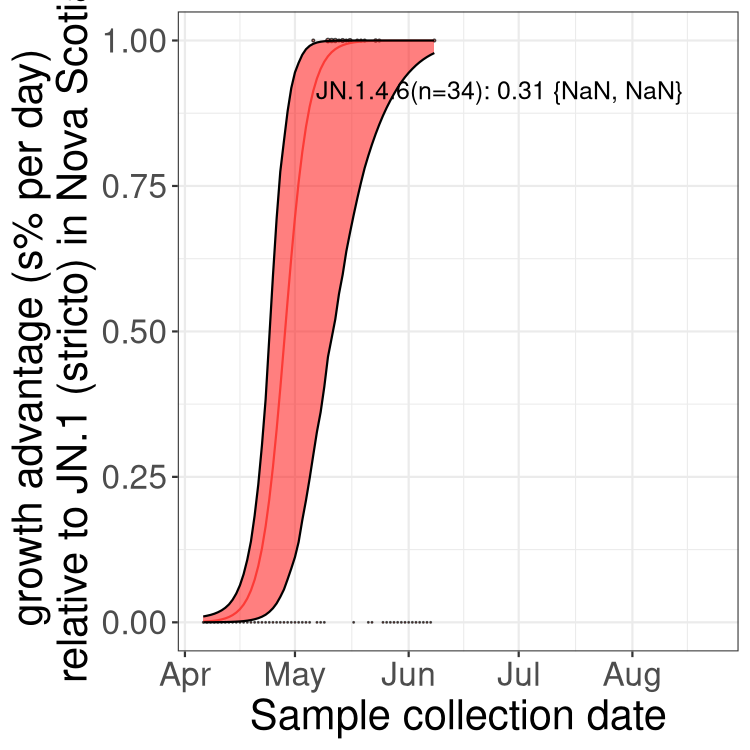 growth advantage (s% per day)
relative to JN.1 (stricto) in Nova Scotia
1.00
0.75
0.50
0.25
0.00
JN.1.4.6(n=34): 0.31 {NaN, NaN}
Apr May Jun Jul Aug
Sample collection date